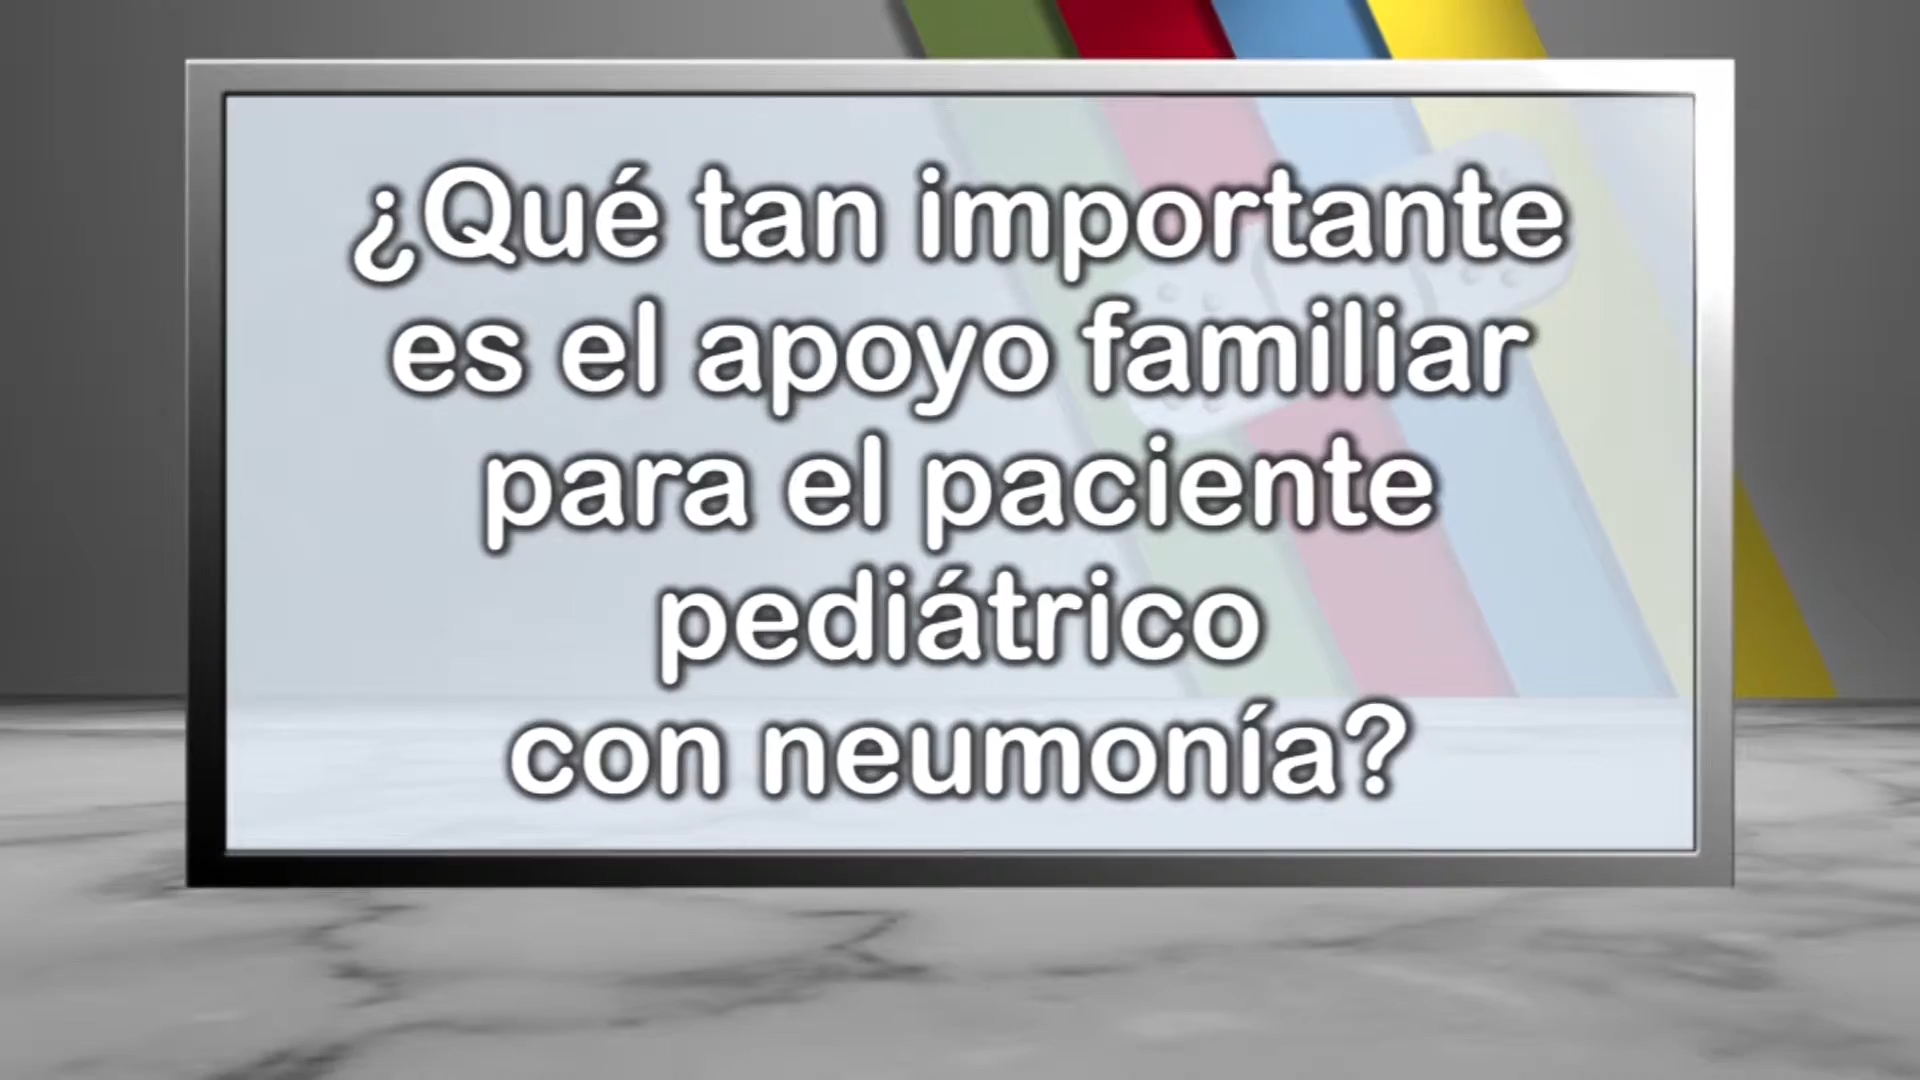 ¿Qué tan importante
es el apoyo familiar
para el paciente
pediátrico
con neumonía?